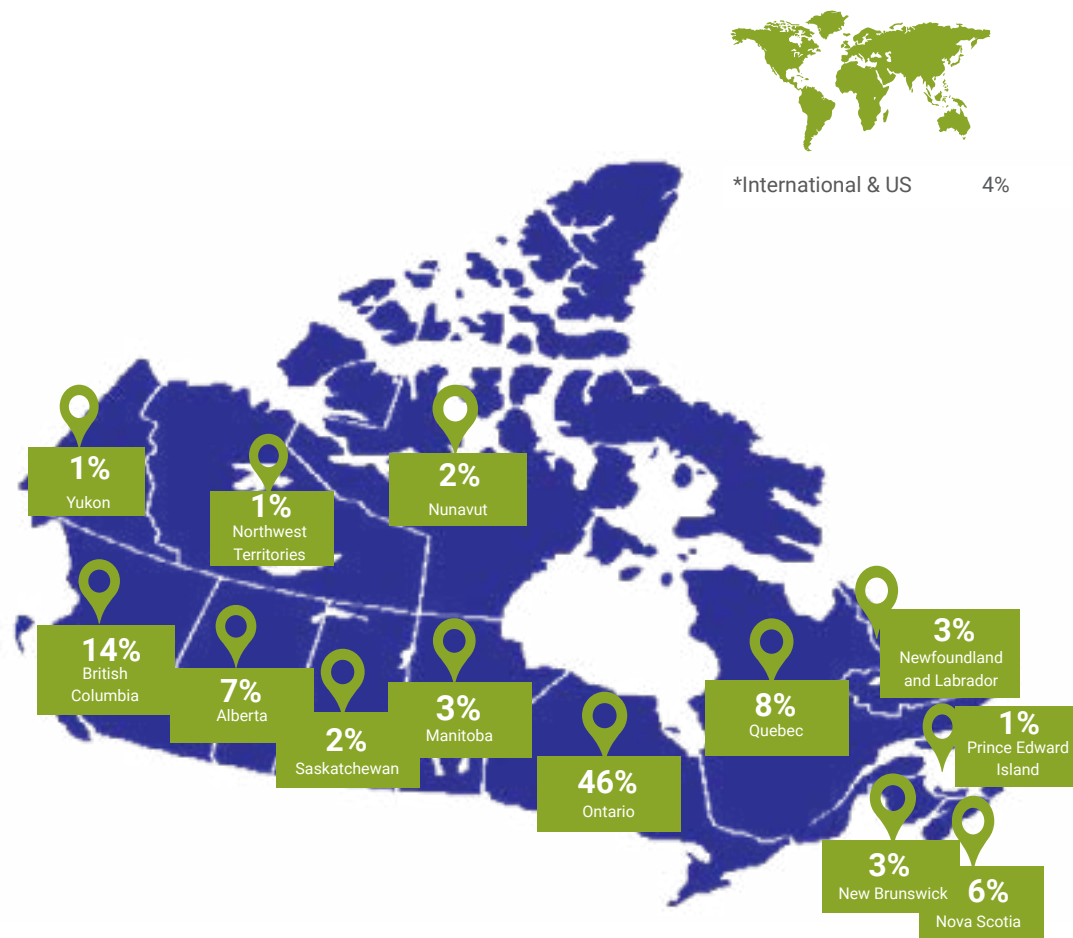 *International & US 4%
1%
Yukon
1%
Northwest
Territories
2%
Nunavut
14%
British
Columbia
7%
Alberta
2%
Saskatchewan
3%
Manitoba
46%
Ontario
8%
Quebec
3%
Newfoundland
and Labrador
1%
Prince Edward
Island
3%
New Brunswick
6%
Nova Scotia